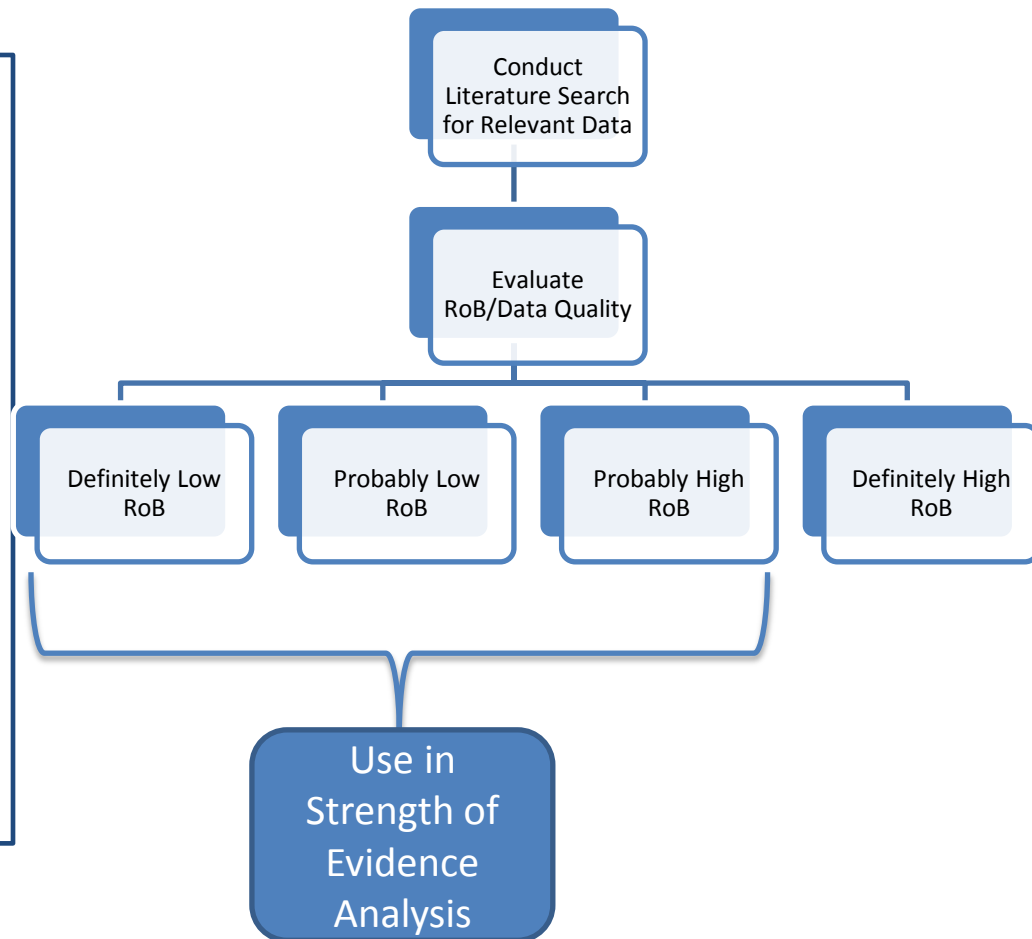 Conduct
Literature Search
for Relevant Data
Evaluate
RoB/Data Quality
Definitely Low
RoB
Probably Low
RoB
Probably High
RoB
Definitely High
RoB
Use in
Strength of
Evidence
Analysis